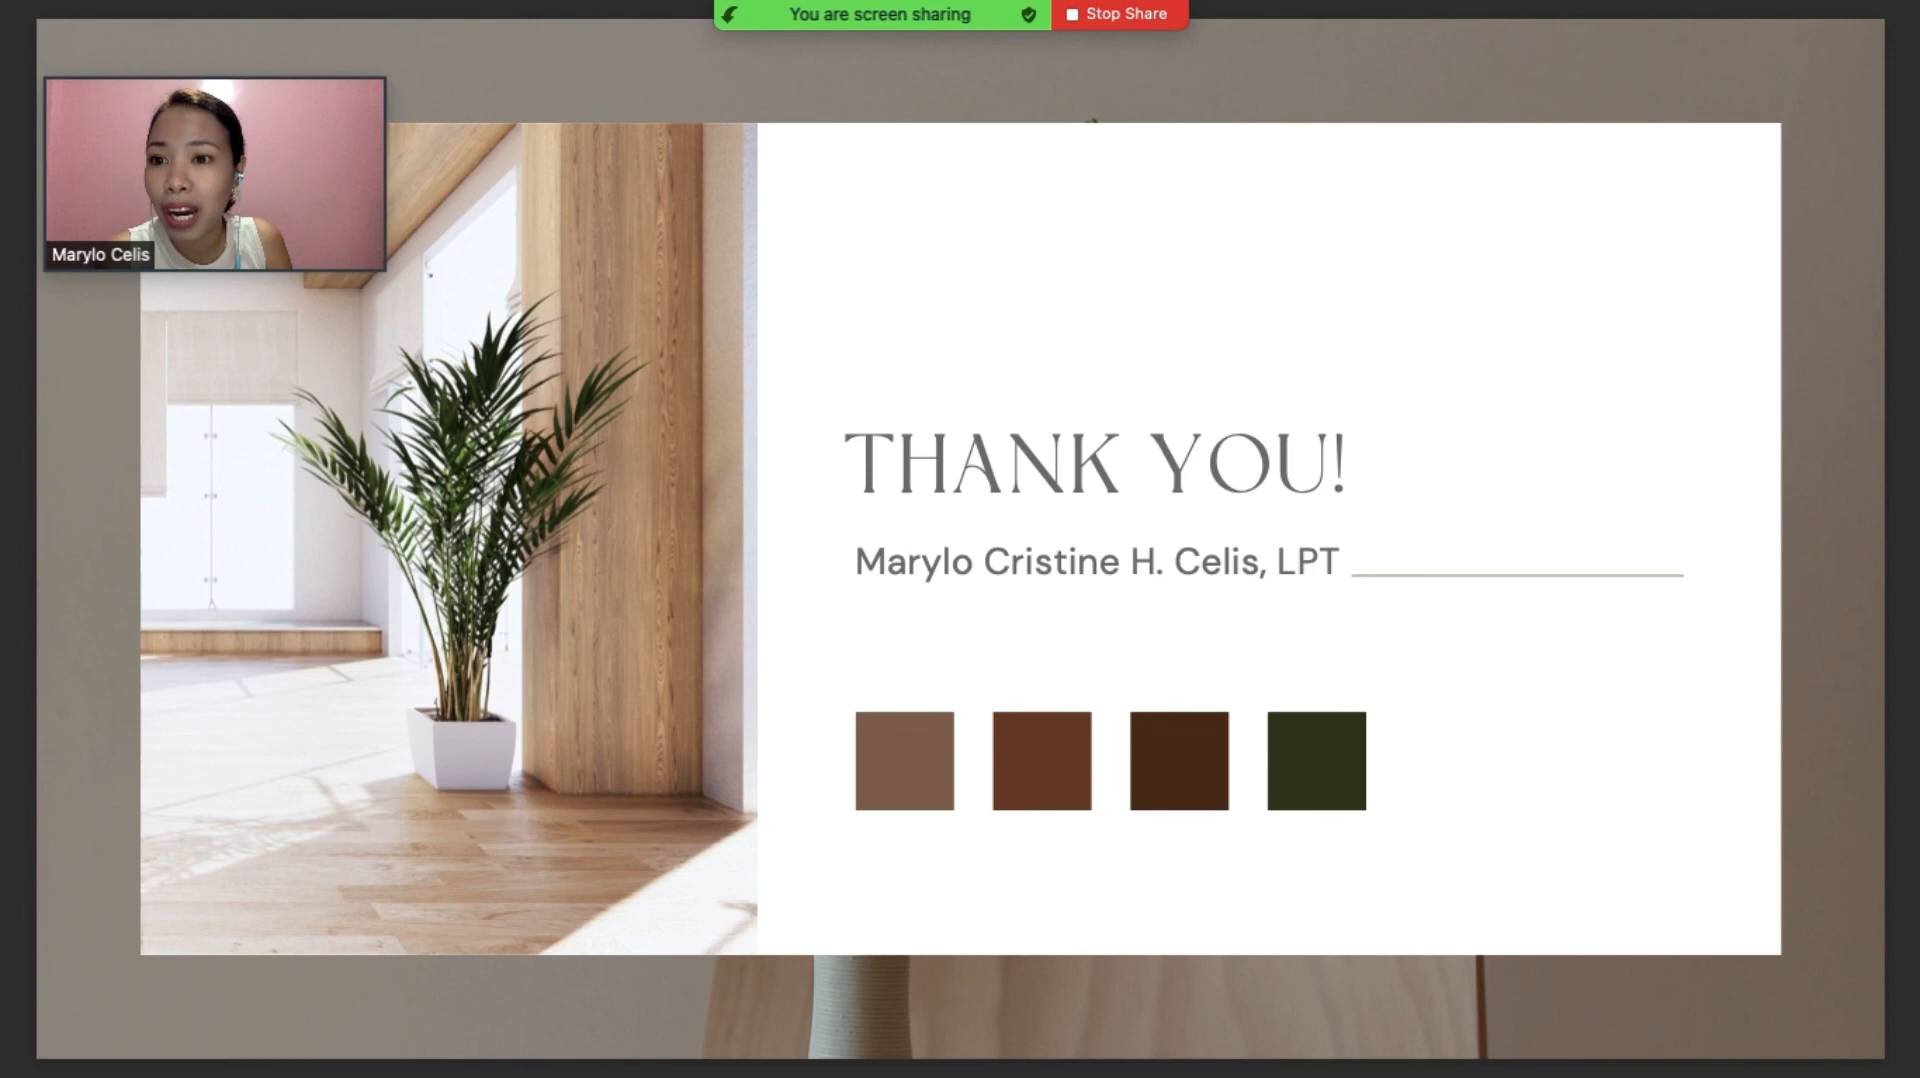 You are screen sharing
Stop Share
Marylo Celis
THANK YOU!
Marylo Cristine H. Celis, LPT